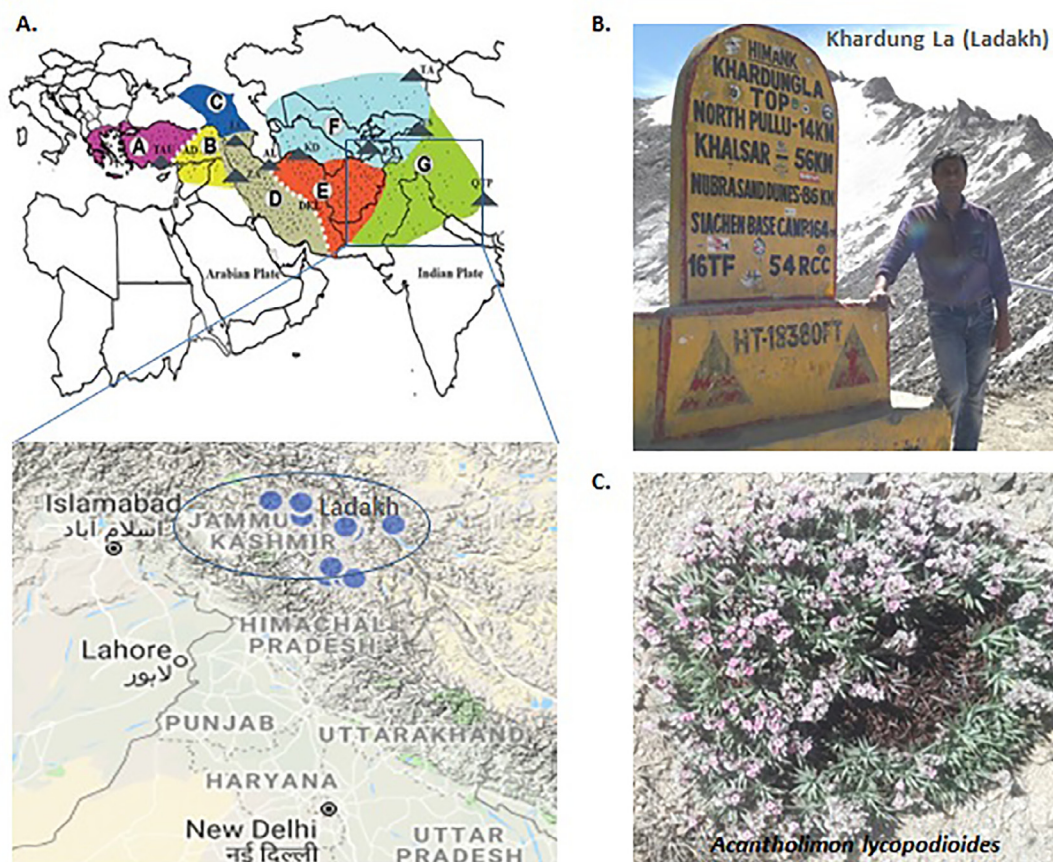 A.
TA
C
F
A
TAU
B
KD
AL
G
QTP
D
E
Arabian Plate
Indian Plate
Islamabad
اسلام آباد
Ladakh
JAMMU
KASHMIR
HIMACHAL
PRADESH
Lahore
لاہور
PUNJAB
UTTARAKHAND
HARYANA
New Delhi
नई दिल्ली
UTTAR
PRADESH
B.
Khardung La (Ladakh)
HIMANK
KHARDUNGLA
TOP
NORTH PULLU-14KM
KHALSAR 56KM
NUBRA SAND DUNES-86 KM
SIACHEN BASE CAMP-164
16TF 54 RCC
HT-18380FT
C.
Acantholimon lycopodioides